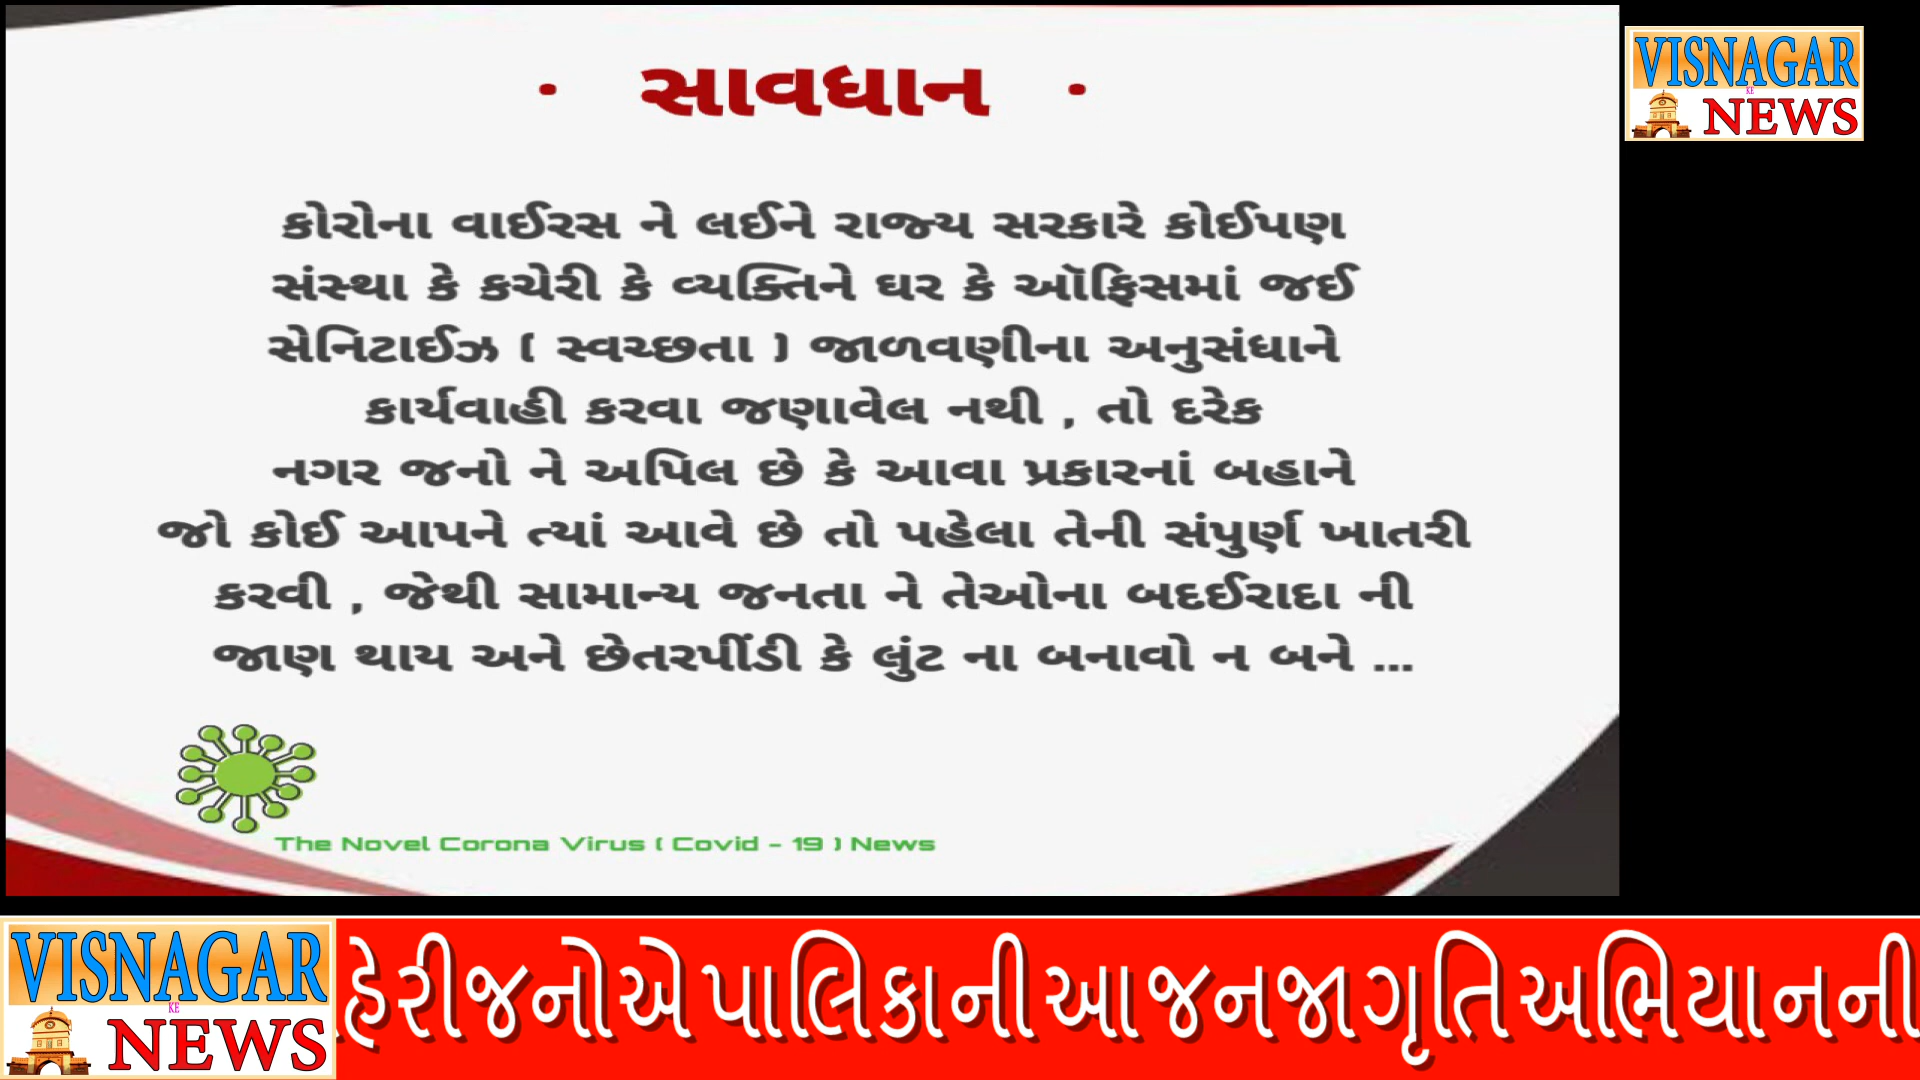 • સાવધાન •
VISNAGAR
KE
NEWS
કોરોના વાઈરસ ને લઈને રાજ્ય સરકારે કોઈપણ
સંસ્થા કે કચેરી કે વ્યક્તિને ઘર કે ઑફિસમાં જઈ
સેનિટાઈઝ ( સ્વચ્છતા ) જાળવણીના અનુસંધાને
કાર્યવાહી કરવા જણાવેલ નથી , તો દરેક
નગર જનો ને અપિલ છે કે આવા પ્રકારનાં બહાને
જો કોઈ આપને ત્યાં આવે છે તો પહેલા તેની સંપુર્ણ ખાતરી
કરવી , જેથી સામાન્ય જનતા ને તેઓના બદઈરાદા ની
જાણ થાય અને છેતરપીંડી કે લુંટ ના બનાવો ન બને ...
The Novel Corona Virus ( Covid - 19 ) News
VISNAGAR
KE
NEWS
હેરીજનોએ પાલિકાની આ જનજાગૃતિ અભિયાનની